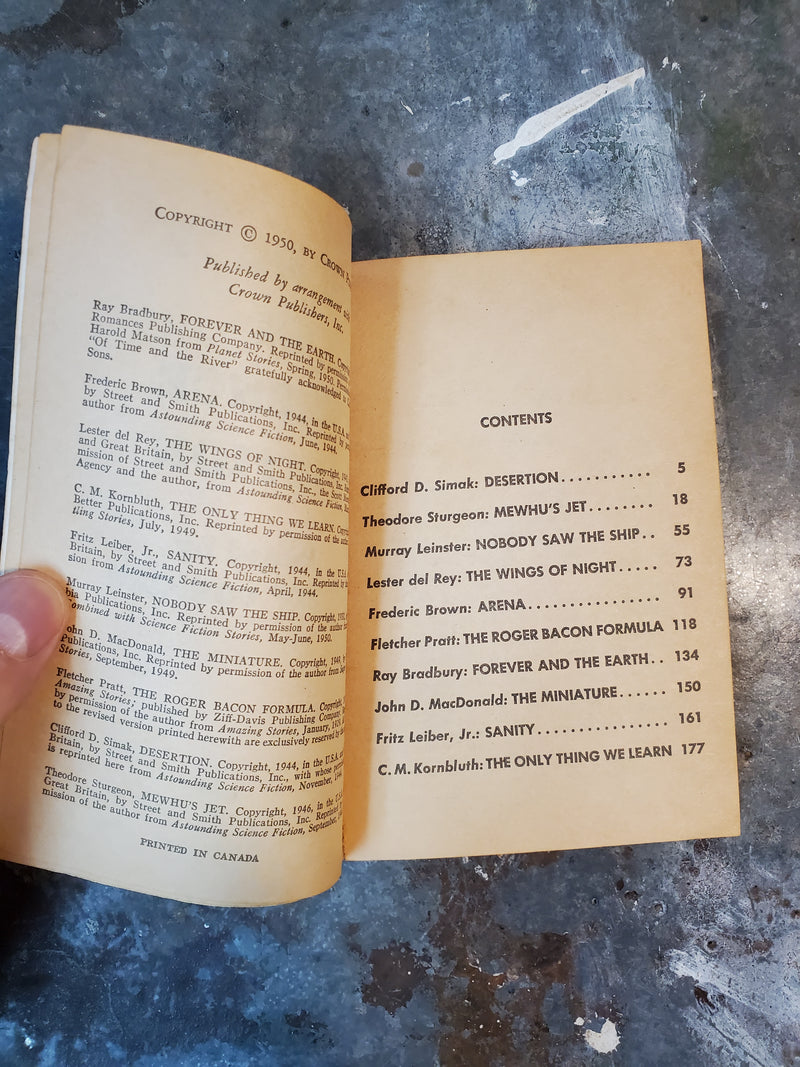 COPYRIGHT © 1950, BY CROWN
Published by arrangement with
Crown Publishers, Inc.
Ray Bradbury, FOREVER AND THE EARTH.
Romances Publishing Company. Reprinted by permission
Harold Matson from Planet Stories, Spring, 1950.
"Of Time and the River" gratefully acknowledged to
Sons.
Frederic Brown, ARENA. Copyright, 1944, in the U.S.A.
by Street and Smith Publications, Inc. Reprinted by
author from Astounding Science Fiction, June, 1944.
Lester del Rey, THE WINGS OF NIGHT. Copyright,
and Great Britain, by Street and Smith Publications, Inc.
mission of Street and Smith Publications, Inc., the Scott
Agency and the author, from Astounding Science Fiction,
C. M. Kornbluth, THE ONLY THING WE LEARN.
Better Publications, Inc. Reprinted by permission of the
tling Stories, July, 1949.
Fritz Leiber, Jr., SANITY. Copyright, 1944, in the U.S.A.
Britain, by Street and Smith Publications, Inc. Reprinted
sion from Astounding Science Fiction, April, 1944.
Murray Leinster, NOBODY SAW THE SHIP. Copyright,
bia Publications, Inc. Reprinted by permission of the author
Combined with Science Fiction Stories, May-June, 1950.
John D. MacDonald, THE MINIATURE. Copyright, 1949,
Publications, Inc. Reprinted by permission of the author from
Stories, September, 1949.
Fletcher Pratt, THE ROGER BACON FORMULA.
Amazing Stories; published by Ziff-Davis Publishing Company.
by permission of the author from Amazing Stories, January,
to the revised version printed herewith are exclusively reserved by
Clifford D. Simak, DESERTION. Copyright, 1944, in the U.S.A.
Britain, by Street and Smith Publications, Inc., with whose
is reprinted here from Astounding Science Fiction, November,
Theodore Sturgeon, MEWHU'S JET. Copyright, 1946, in the
Great Britain, by Street and Smith Publications, Inc. Reprinted
mission of the author from Astounding Science Fiction,
PRINTED IN CANADA
CONTENTS
Clifford D. Simak: DESERTION........... 5
Theodore Sturgeon: MEWHU'S JET........ 18
Murray Leinster: NOBODY SAW THE SHIP.. 55
Lester del Rey: THE WINGS OF NIGHT..... 73
Frederic Brown: ARENA................ 91
Fletcher Pratt: THE ROGER BACON FORMULA 118
Ray Bradbury: FOREVER AND THE EARTH.. 134
John D. MacDonald: THE MINIATURE...... 150
Fritz Leiber, Jr.: SANITY................ 161
C. M. Kornbluth: THE ONLY THING WE LEARN 177